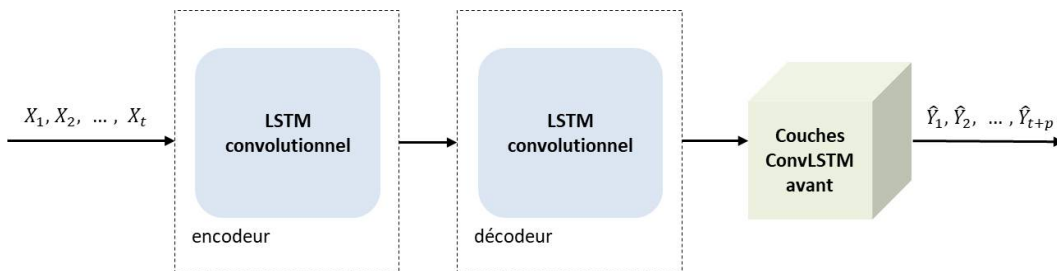 X₁, X₂, ... , Xₜ
LSTM
convolutionnel
encodeur
LSTM
convolutionnel
décodeur
Couches
ConvLSTM
avant
Ŷ₁, Ŷ₂, ... , Ŷₜ₊ₚ